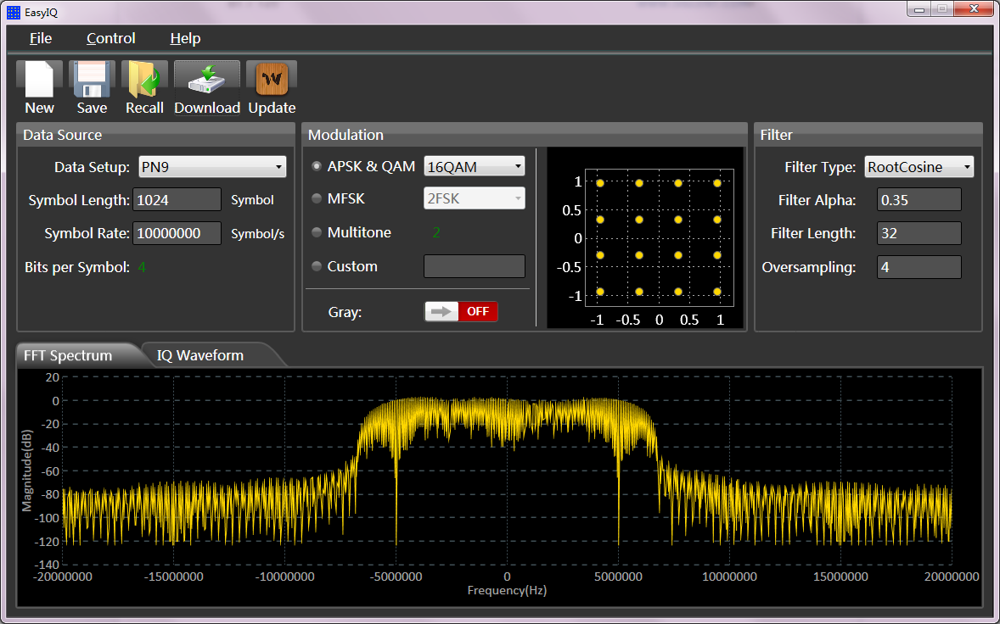 EasyIQ
File Control Help
New Save Recall Download Update
Data Source
Data Setup: PN9
Symbol Length: 1024 Symbol
Symbol Rate: 10000000 Symbol/s
Bits per Symbol: 4
Modulation
APSK & QAM 16QAM
MFSK 2FSK
Multitone 2
Custom
Gray: OFF
1
0.5
0
-0.5
-1
-1 -0.5 0 0.5 1
Filter
Filter Type: RootCosine
Filter Alpha: 0.35
Filter Length: 32
Oversampling: 4
FFT Spectrum IQ Waveform
Magnitude(dB)
20
0
-20
-40
-60
-80
-100
-120
-140
-20000000 -15000000 -10000000 -5000000 0 5000000 10000000 15000000 20000000
Frequency(Hz)